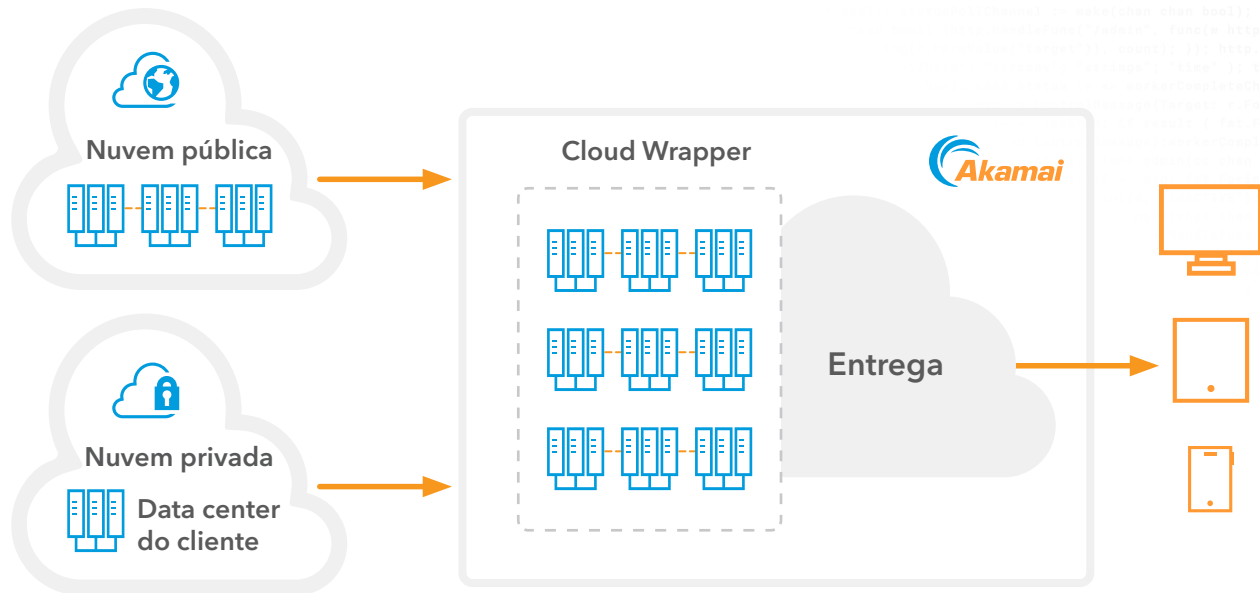 Nuvem pública
Cloud Wrapper
Akamai
Entrega
Nuvem privada
Data center
do cliente